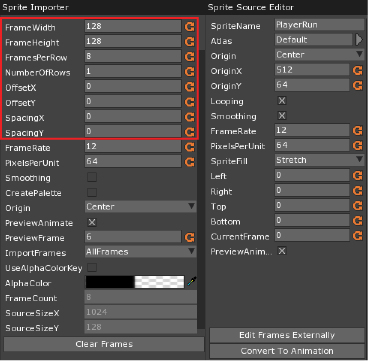 Sprite Importer
FrameWidth 128
FrameHeight 128
FramesPerRow 8
NumberOfRows 1
OffsetX 0
OffsetY 0
SpacingX 0
SpacingY 0
FrameRate 12
PixelsPerUnit 64
Smoothing
CreatePalette
Origin Center
PreviewAnimate
PreviewFrame 6
ImportFrames AllFrames
UseAlphaColorKey
AlphaColor
FrameCount 8
SourceSizeX 1024
SourceSizeY 128
Clear Frames
Sprite Source Editor
SpriteName PlayerRun
Atlas Default
Origin Center
OriginX 512
OriginY 64
Looping
Smoothing
FrameRate 12
PixelsPerUnit 64
SpriteFill Stretch
Left 0
Right 0
Top 0
Bottom 0
CurrentFrame 0
PreviewAnim...
Edit Frames Externally
Convert To Animation